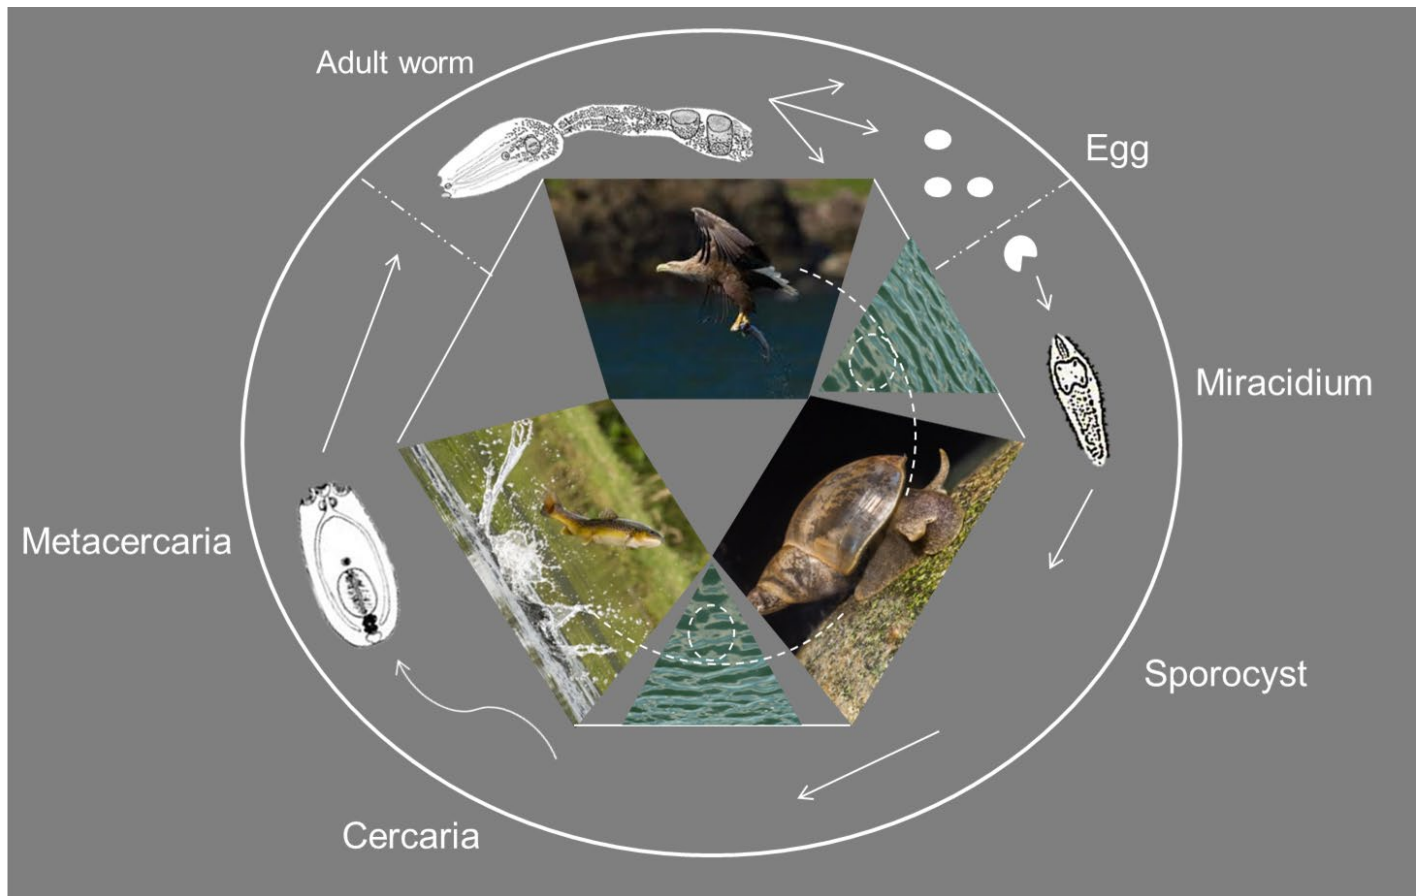 Adult worm
Egg
Miracidium
Metacercaria
Sporocyst
Cercaria